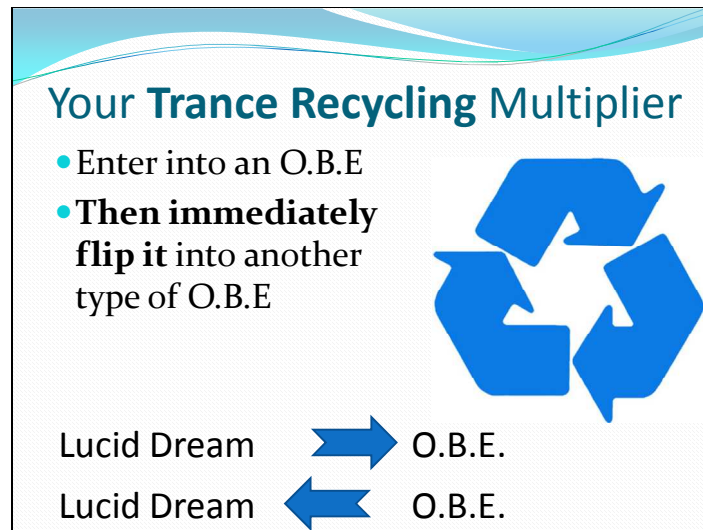 Your Trance Recycling Multiplier
•Enter into an O.B.E
•Then immediately
flip it into another
type of O.B.E
Lucid Dream O.B.E.
Lucid Dream O.B.E.